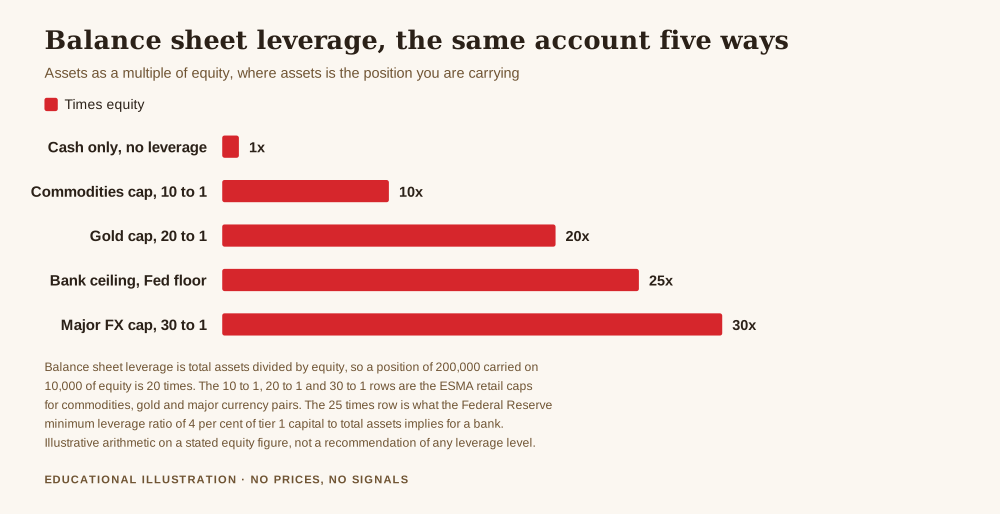 Balance sheet leverage, the same account five ways
Assets as a multiple of equity, where assets is the position you are carrying
Times equity
Cash only, no leverage 1x
Commodities cap, 10 to 1 10x
Gold cap, 20 to 1 20x
Bank ceiling, Fed floor 25x
Major FX cap, 30 to 1 30x
Balance sheet leverage is total assets divided by equity, so a position of 200,000 carried on
10,000 of equity is 20 times. The 10 to 1, 20 to 1 and 30 to 1 rows are the ESMA retail caps
for commodities, gold and major currency pairs. The 25 times row is what the Federal Reserve
minimum leverage ratio of 4 per cent of tier 1 capital to total assets implies for a bank.
Illustrative arithmetic on a stated equity figure, not a recommendation of any leverage level.
EDUCATIONAL ILLUSTRATION · NO PRICES, NO SIGNALS